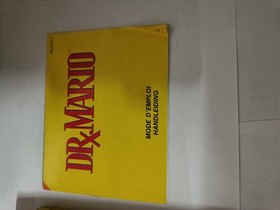 DR. MARIO
MODE D'EMPLOI
HANDLEIDING